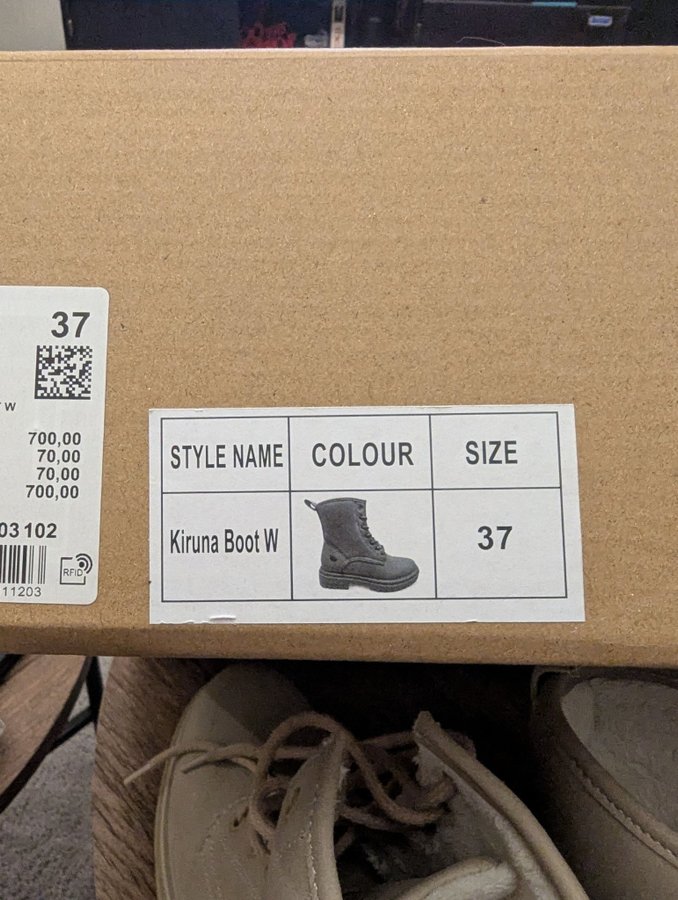 37
W
700,00
70,00
70,00
700,00
03 102
RFID
11203
STYLE NAME COLOUR SIZE
Kiruna Boot W 37